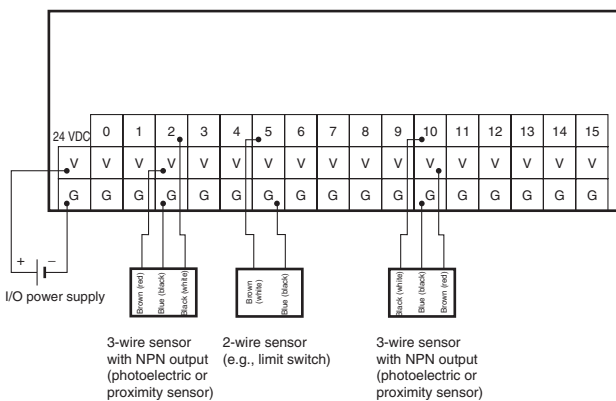 24 VDC 0 1 2 3 4 5 6 7 8 9 10 11 12 13 14 15
V V V V V V V V V V V V V V V V V
G G G G G G G G G G G G G G G G G
+ −
I/O power supply
Brown (red)
Blue (black)
Black (white)
Brown
(white)
Blue (black)
Black (white)
Blue (black)
Brown (red)
3-wire sensor
with NPN output
(photoelectric or
proximity sensor)
2-wire sensor
(e.g., limit switch)
3-wire sensor
with NPN output
(photoelectric or
proximity sensor)